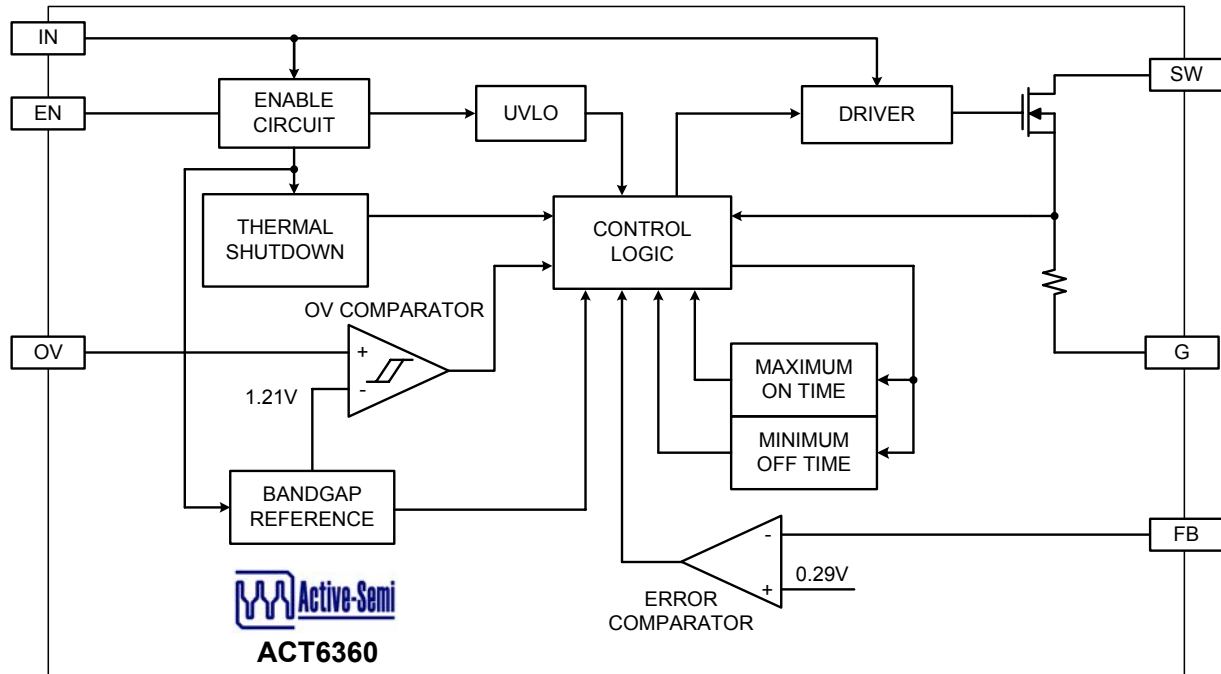 IN
EN
ENABLE
CIRCUIT
UVLO
DRIVER
SW
THERMAL
SHUTDOWN
CONTROL
LOGIC
OV COMPARATOR
OV
+
-
1.21V
MAXIMUM
ON TIME
MINIMUM
OFF TIME
G
BANDGAP
REFERENCE
FB
-
+
0.29V
ERROR
COMPARATOR
Active-Semi
ACT6360